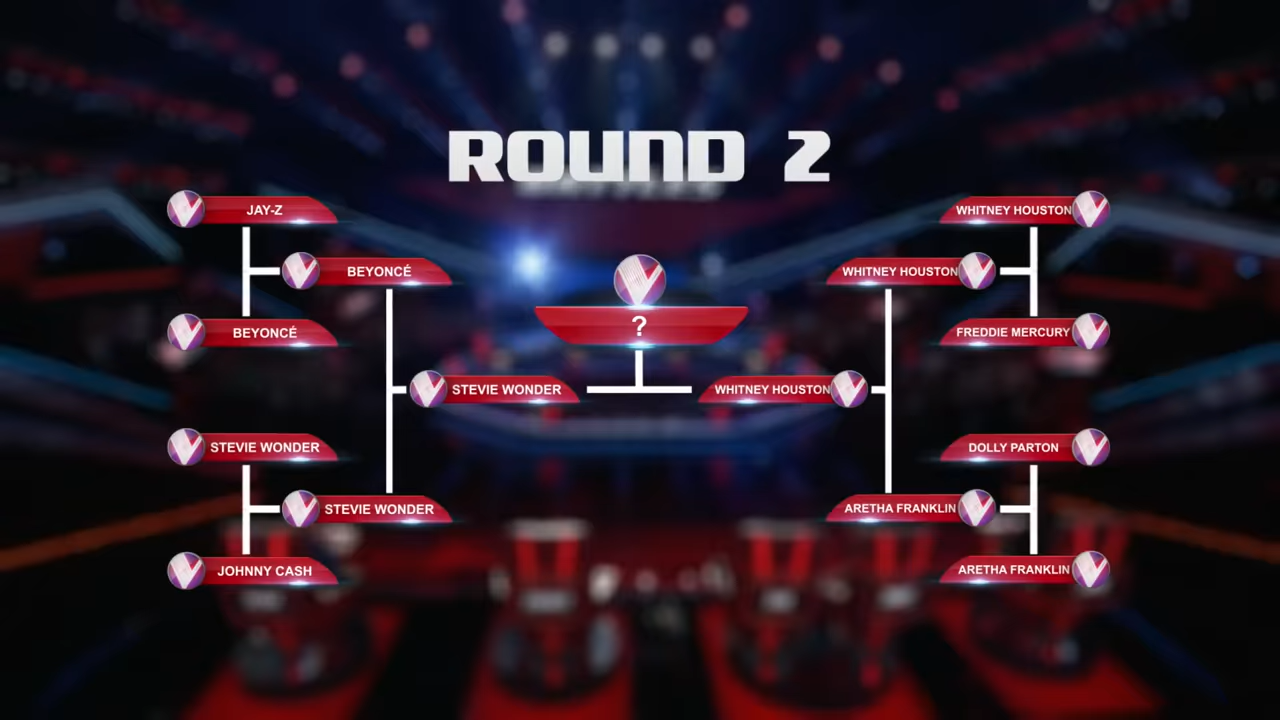 ROUND 2
JAY-Z
WHITNEY HOUSTON
BEYONCÉ
WHITNEY HOUSTON
?
BEYONCÉ
FREDDIE MERCURY
STEVIE WONDER
WHITNEY HOUSTON
STEVIE WONDER
DOLLY PARTON
STEVIE WONDER
ARETHA FRANKLIN
JOHNNY CASH
ARETHA FRANKLIN